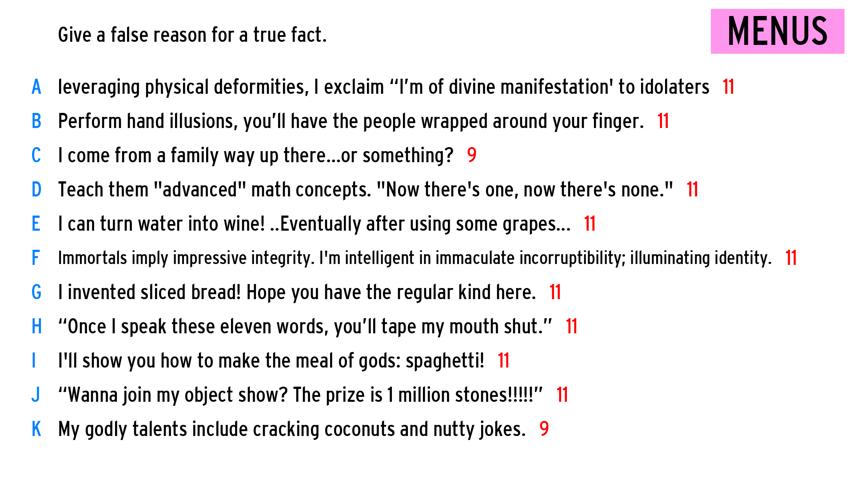 Give a false reason for a true fact.
MENUS
A leveraging physical deformities, I exclaim “I’m of divine manifestation' to idolaters 11
B Perform hand illusions, you’ll have the people wrapped around your finger. 11
C I come from a family way up there...or something? 9
D Teach them "advanced" math concepts. "Now there's one, now there's none." 11
E I can turn water into wine! ..Eventually after using some grapes... 11
F Immortals imply impressive integrity. I'm intelligent in immaculate incorruptibility; illuminating identity. 11
G I invented sliced bread! Hope you have the regular kind here. 11
H “Once I speak these eleven words, you’ll tape my mouth shut.” 11
I I'll show you how to make the meal of gods: spaghetti! 11
J “Wanna join my object show? The prize is 1 million stones!!!!!” 11
K My godly talents include cracking coconuts and nutty jokes. 9